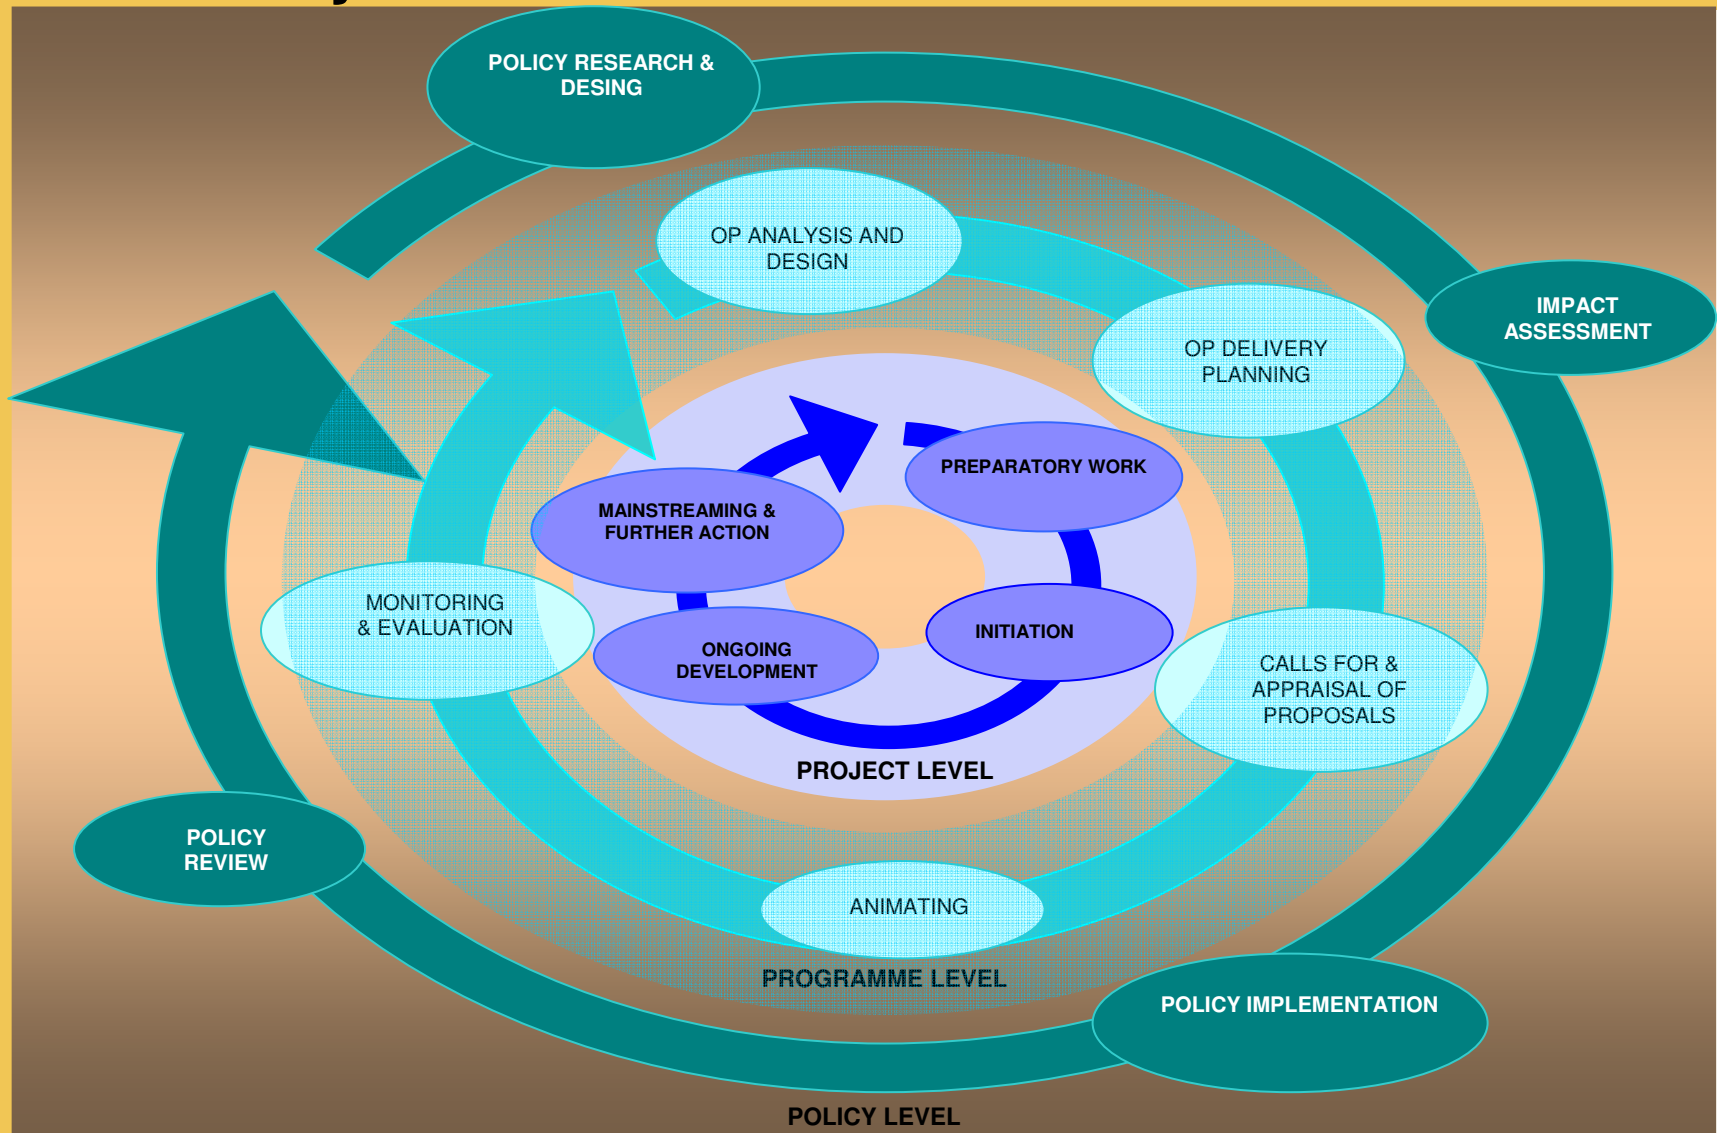 POLICY RESEARCH &
DESING
OP ANALYSIS AND
DESIGN
IMPACT
ASSESSMENT
OP DELIVERY
PLANNING
PREPARATORY WORK
MAINSTREAMING &
FURTHER ACTION
MONITORING
& EVALUATION
INITIATION
ONGOING
DEVELOPMENT
CALLS FOR &
APPRAISAL OF
PROPOSALS
PROJECT LEVEL
POLICY
REVIEW
ANIMATING
PROGRAMME LEVEL
POLICY IMPLEMENTATION
POLICY LEVEL